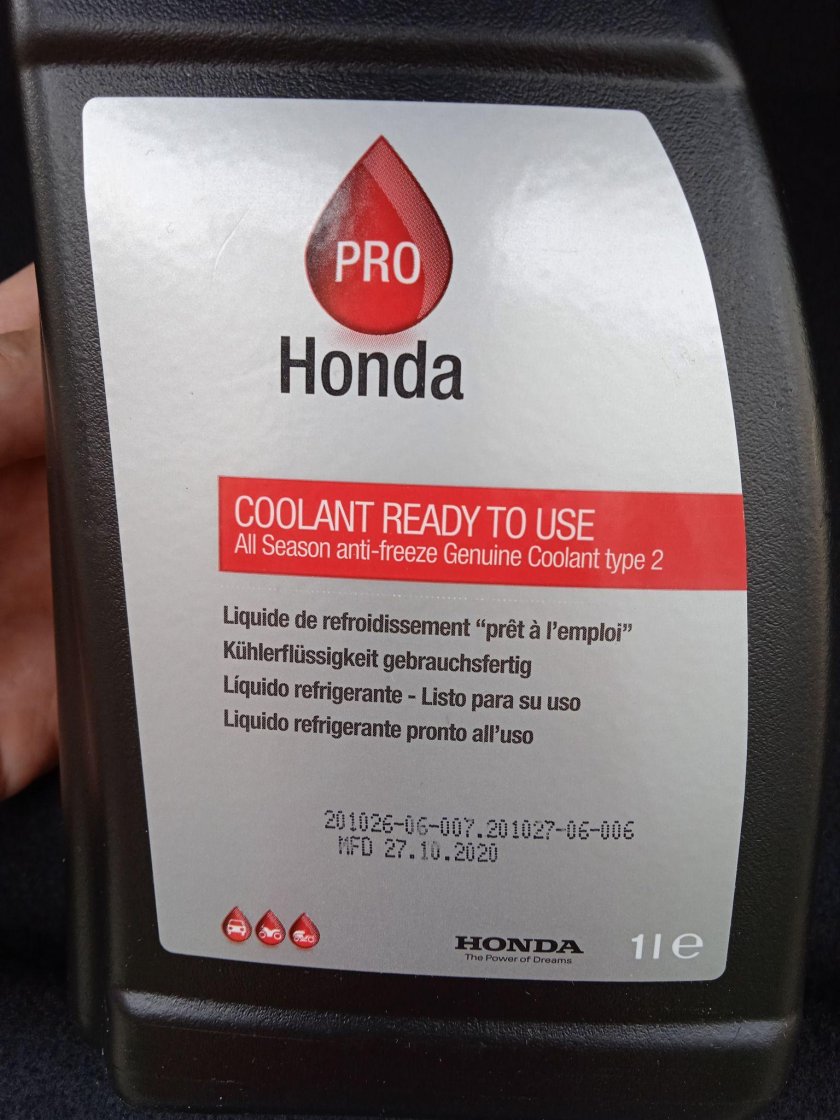 PRO
Honda
COOLANT READY TO USE
All Season anti-freeze Genuine Coolant type 2
Liquide de refroidissement “prêt à l’emploi”
Kühlerflüssigkeit gebrauchsfertig
Líquido refrigerante - Listo para su uso
Liquido refrigerante pronto all’uso
201026-06-007.201027-06-006
MFD 27.10.2020
HONDA
The Power of Dreams
1l e